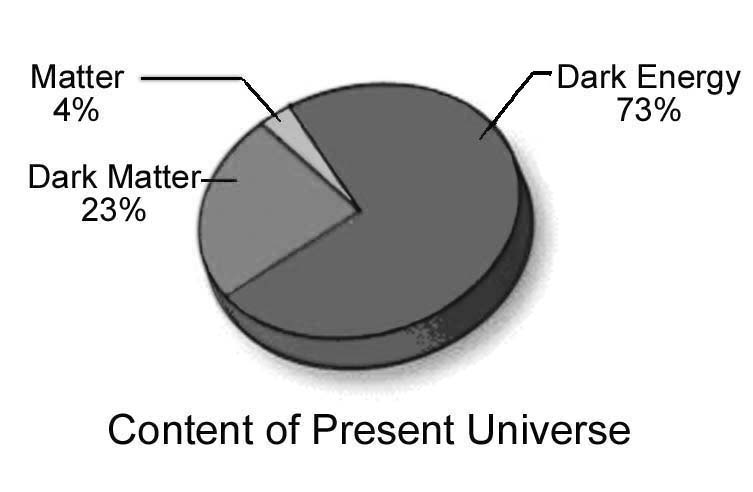 Matter
4%
Dark Energy
73%
Dark Matter
23%
Content of Present Universe